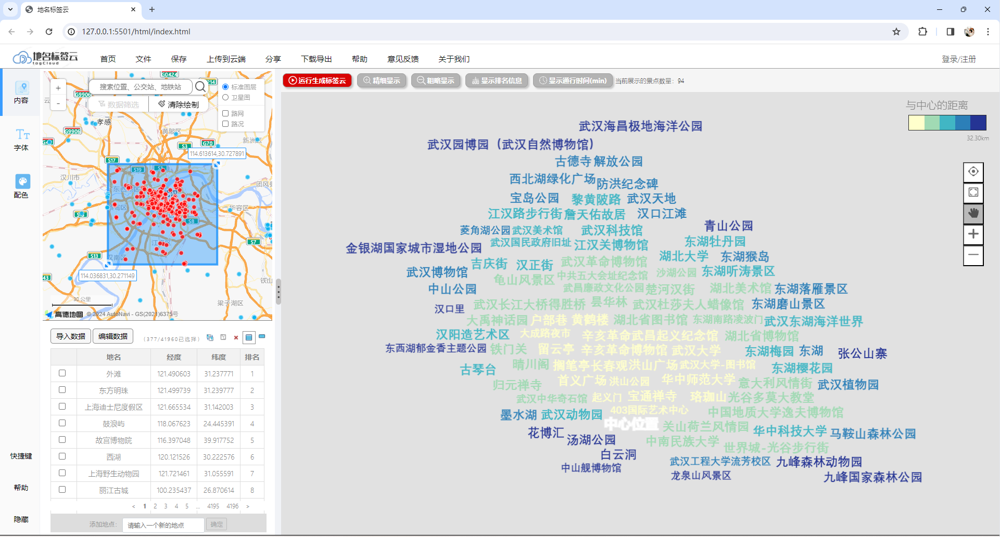 地名标签云
127.0.0.1:5501/html/index.html
地名标签云
tagCloud
首页 文件 保存 上传到云端 分享 下载导出 帮助 意见反馈 关于我们
登录/注册
内容
字体
配色
快捷键
帮助
隐藏
+
-
搜索位置、公交站、地铁站
数据筛选 清除绘制
标准图层
卫星图
路网
路况
G0424
G9906
孝感
G9906
黄陂区
新洲区
S3
G70
114.613614,30.727891
S17
S19
汉川市
团风县
华容区
S8
S7
汉南区
S13
114.036831,30.271149
梁子湖区
30 公里
高德地图 © 2024 AutoNavi - GS(2021)6375号
导入数据 编辑数据 (377/41960已选择)
地名 经度 纬度 排名
外滩 121.490603 31.237771 1
东方明珠 121.499739 31.239777 2
上海迪士尼度假区 121.665534 31.142003 3
鼓浪屿 118.067623 24.445391 4
故宫博物院 116.397048 39.917752 5
西湖 120.121526 30.222576 6
上海野生动物园 121.721461 31.055591 7
丽江古城 100.235437 26.870614 8
< 1 2 3 4 5 ... 4195 4196 >
添加地点: 请输入一个新的地点 确定
运行生成标签云 精细显示 粗略显示 显示排名信息 显示通行时间(min) 当前展示的景点数量: 94
与中心的距离
32.30km
武汉海昌极地海洋公园
武汉园博园（武汉自然博物馆）
古德寺 解放公园
西北湖绿化广场 防洪纪念碑
宝岛公园 黎黄陂路 武汉天地
江汉路步行街 詹天佑故居 汉口江滩
菱角湖公园 武汉美术馆 武汉科技馆 青山公园
金银湖国家城市湿地公园 武汉国民政府旧址 江汉关博物馆 东湖牡丹园
吉庆街 汉正街 武汉革命博物馆 湖北大学 东湖猴岛
武汉博物馆 龟山风景区 中共五大会址纪念馆 沙湖公园 东湖听涛景区
中山公园 武昌廉政文化公园 楚河汉街 湖北美术馆 东湖落雁景区
汉口里 武汉长江大桥 得胜桥 昙华林 武汉杜莎夫人蜡像馆 东湖磨山景区
大禹神话园 户部巷 黄鹤楼 湖北省图书馆 东湖南路凌波门 武汉东湖海洋世界
汉阳造艺术区 大成路夜市 辛亥革命武昌起义纪念馆 湖北省博物馆
东西湖郁金香主题公园 铁门关 留云亭 辛亥革命博物馆 武汉大学 东湖梅园 东湖 张公山寨
古琴台 晴川阁 搁笔亭 长春观 洪山广场 武汉大学-图书馆 东湖樱花园
归元禅寺 首义广场 洪山公园 华中师范大学 意大利风情街 武汉植物园
武汉中华奇石馆 起义门 宝通禅寺 珞珈山 光谷多莫大教堂
墨水湖 武汉动物园 403国际艺术中心 中国地质大学逸夫博物馆
中心位置 关山荷兰风情园 华中科技大学 马鞍山森林公园
花博汇 汤湖公园 中南民族大学 世界城-光谷步行街
白云洞 武汉工程大学流芳校区 九峰森林动物园
中山舰博物馆 龙泉山风景区 九峰国家森林公园